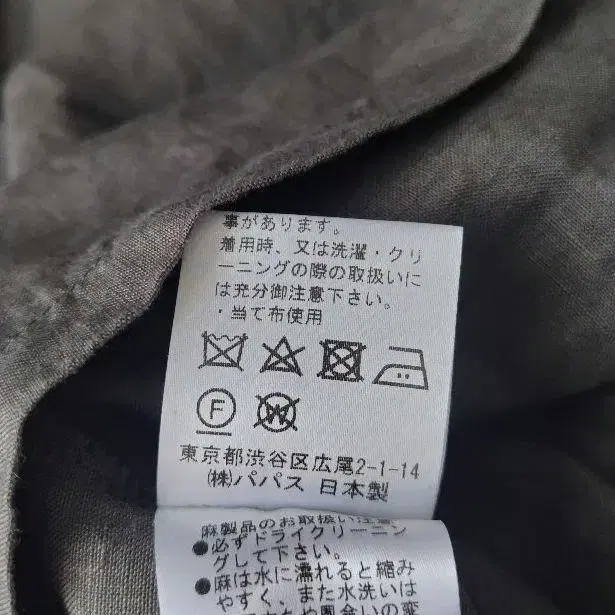 事があります。
着用時、又は洗濯・クリ
ーニングの際の取扱いに
は充分御注意下さい。
・当て布使用
F W
東京都渋谷区広尾2-1-14
(株)パパス 日本製
麻製品のお取扱い注意
●必ずドライクリーニン
グして下さい。
●麻は水に濡れると縮み
やすく、また水洗いは
風合いの変